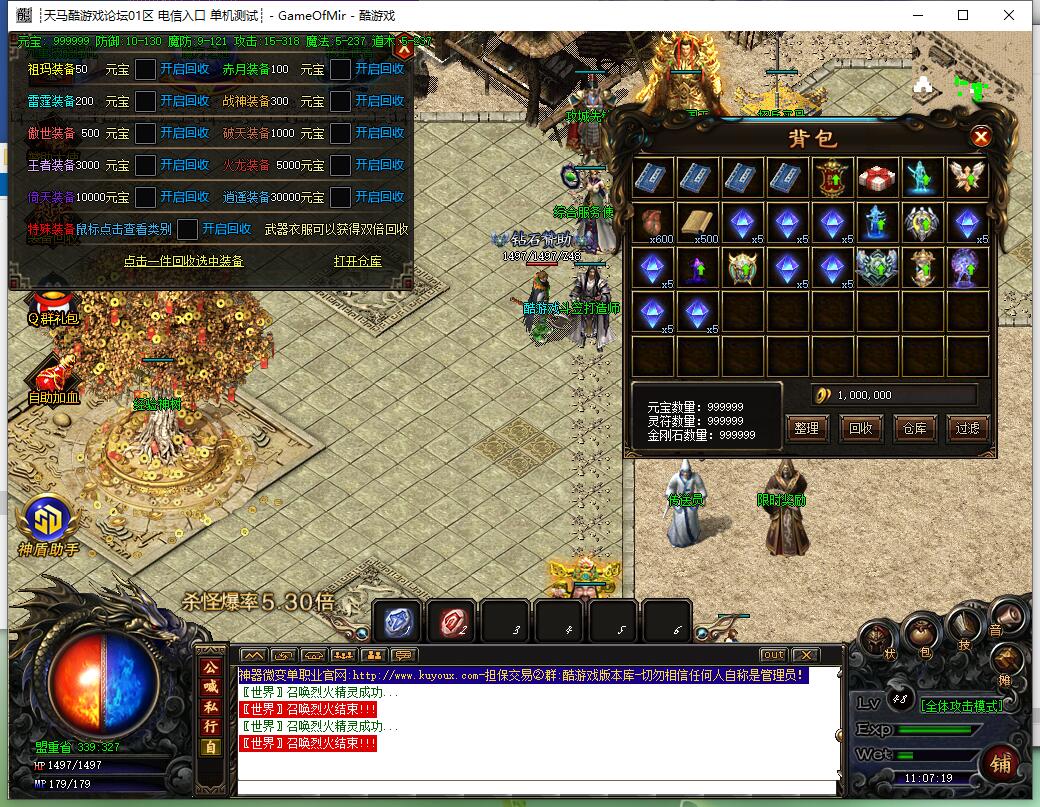 天马酷游戏论坛01区 电信入口 单机测试 - GameOfMir - 酷游戏
元宝: 999999 防御:10-130 魔防:9-121 攻击:15-318 魔法:5-237 道术:5-237
祖玛装备50 元宝 开启回收 赤月装备100 元宝 开启回收
雷霆装备200 元宝 开启回收 战神装备300 元宝 开启回收
傲世装备 500 元宝 开启回收 破天装备1000 元宝 开启回收
王者装备3000 元宝 开启回收 火龙装备 5000元宝 开启回收
倚天装备10000元宝 开启回收 逍遥装备30000元宝 开启回收
特殊装备鼠标点击查看类别 开启回收 武器衣服可以获得双倍回收
点击一件回收选中装备 打开仓库
背包
x600 x500 x5 x5 x5 x5
x5 x5 x5
x5 x5
综合服务使
钻石赞助
1497/1497/Z48
酷游戏
斗笠打造师
Q群礼包
自助加血
经验神树
神盾助手
元宝数量: 999999
灵符数量: 999999
金刚石数量: 999999
1,000,000
整理 回收 仓库 过滤
传送员
限时奖励
杀怪爆率5.30倍
1 2 3 4 5 6
out X
公
喊
私
行
自
神器微变单职业官网:http://www.kuyoux.com-担保交易②群:酷游戏版本库-切勿相信任何人自称是管理员!
〖世界〗召唤烈火精灵成功...
〖世界〗召唤烈火结束!!!
〖世界〗召唤烈火精灵成功...
〖世界〗召唤烈火结束!!!
盟重省 339:327
HP 1497/1497
MP 179/179
状 包 技 音
Lv 48
[全体攻击模式]
Exp
Wet
铺
11:07:19